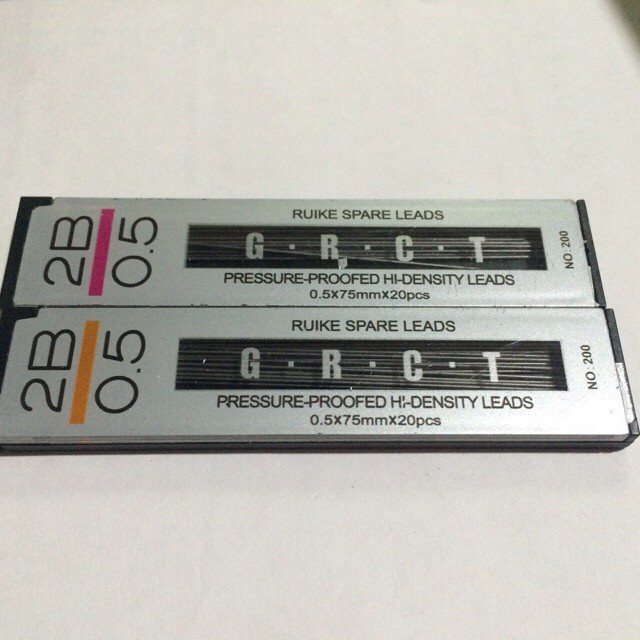 2B
0.5
RUIKE SPARE LEADS
G·R·C·T
PRESSURE-PROOFED HI-DENSITY LEADS
0.5X75mmX20pcs
NO: 200
2B
0.5
RUIKE SPARE LEADS
G·R·C·T
PRESSURE-PROOFED HI-DENSITY LEADS
0.5X75mmX20pcs
NO: 200